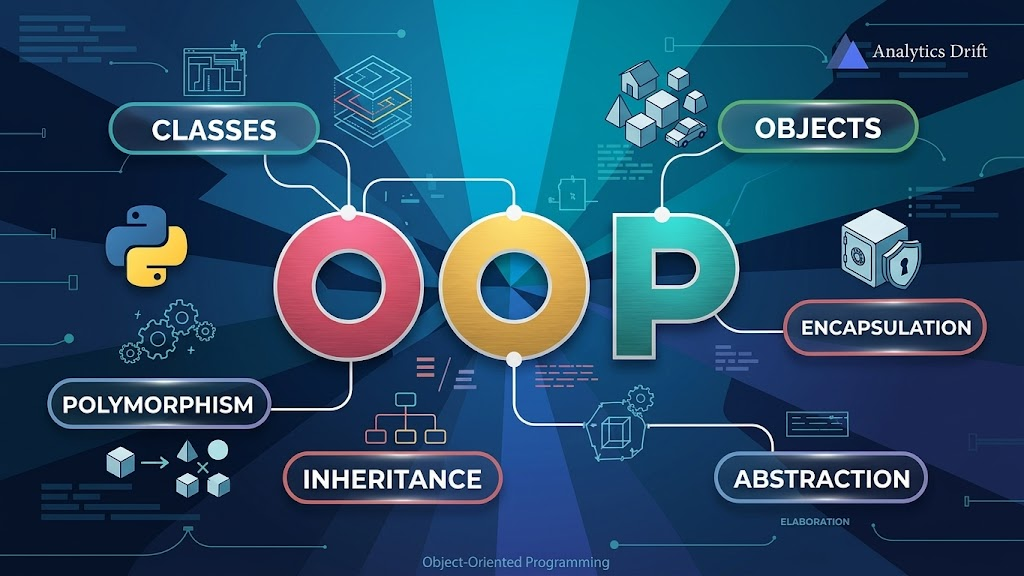 Analytics Drift
CLASSES
OBJECTS
OOP
ENCAPSULATION
POLYMORPHISM
INHERITANCE
ABSTRACTION
ELABORATION
Object-Oriented Programming